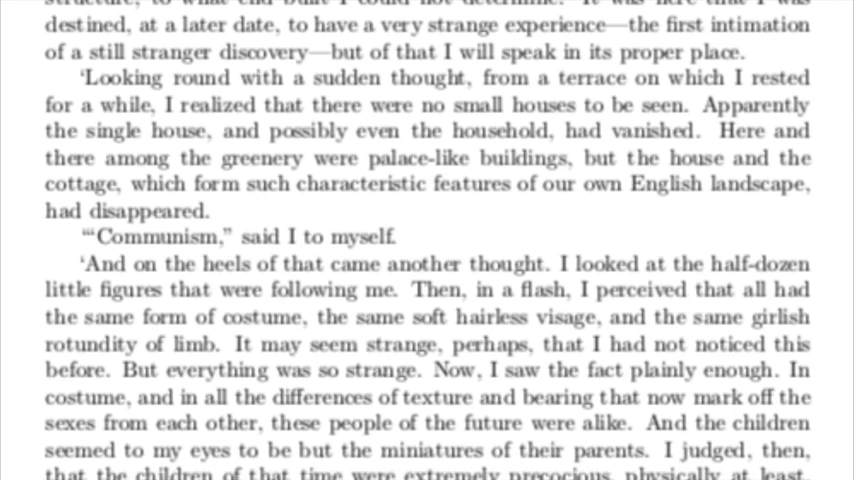 structure, to what end built I could not determine. It was here that I was
destined, at a later date, to have a very strange experience—the first intimation
of a still stranger discovery—but of that I will speak in its proper place.
‘Looking round with a sudden thought, from a terrace on which I rested
for a while, I realized that there were no small houses to be seen. Apparently
the single house, and possibly even the household, had vanished. Here and
there among the greenery were palace-like buildings, but the house and the
cottage, which form such characteristic features of our own English landscape,
had disappeared.
‘“Communism,” said I to myself.
‘And on the heels of that came another thought. I looked at the half-dozen
little figures that were following me. Then, in a flash, I perceived that all had
the same form of costume, the same soft hairless visage, and the same girlish
rotundity of limb. It may seem strange, perhaps, that I had not noticed this
before. But everything was so strange. Now, I saw the fact plainly enough. In
costume, and in all the differences of texture and bearing that now mark off the
sexes from each other, these people of the future were alike. And the children
seemed to my eyes to be but the miniatures of their parents. I judged, then,
that the children of that time were extremely precocious, physically at least,